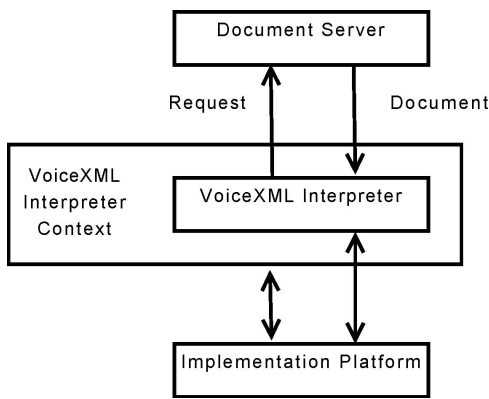 Document Server
Request
Document
VoiceXML
Interpreter
Context
VoiceXML Interpreter
Implementation Platform